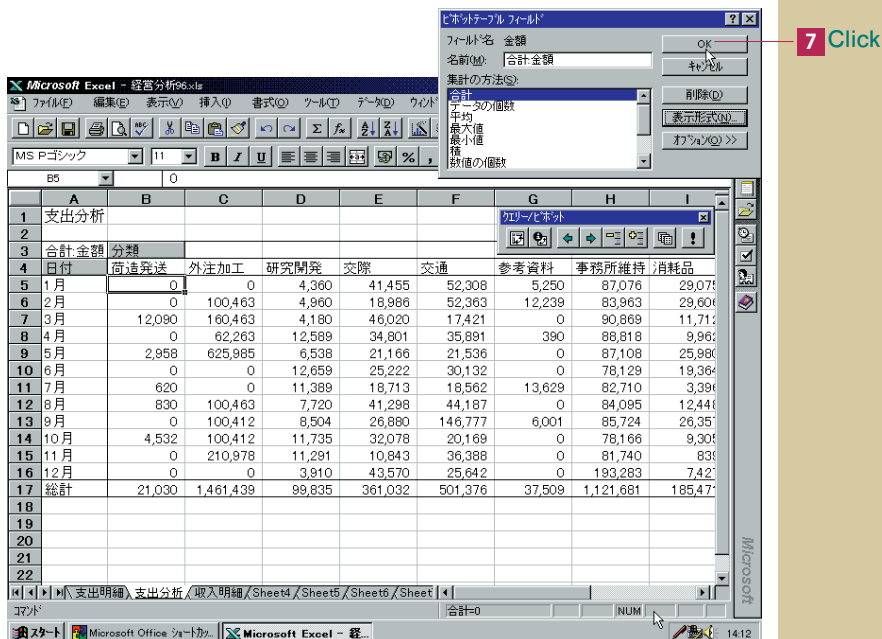 ピボットテーブル フィールド
フィールド名 金額
名前(M): 合計:金額
集計の方法(S):
合計
データの個数
平均
最大値
最小値
積
数値の個数
OK
キャンセル
削除(D)
表示形式(N)...
オプション(O) >>
7 Click
Microsoft Excel - 経営分析96.xls
ファイル(F) 編集(E) 表示(V) 挿入(I) 書式(O) ツール(T) データ(D) ウィンド
MS Pゴシック 11 B I U % ,
B5 0
A B C D E F G H I
1 支出分析
クエリー/ピボット
2
3 合計:金額 分類
4 日付 荷造発送 外注加工 研究開発 交際 交通 参考資料 事務所維持 消耗品
5 1月 0 0 4,360 41,455 52,308 5,250 87,076 29,075
6 2月 0 100,463 4,960 18,986 52,363 12,239 83,963 29,606
7 3月 12,090 160,463 4,180 46,020 17,421 0 90,869 11,712
8 4月 0 62,263 12,589 34,801 35,891 390 88,818 9,962
9 5月 2,958 625,985 6,538 21,166 21,536 0 87,108 25,980
10 6月 0 0 12,659 25,222 30,132 0 78,129 19,364
11 7月 620 0 11,389 18,713 18,562 13,629 82,710 3,396
12 8月 830 100,463 7,720 41,298 44,187 0 84,095 12,448
13 9月 0 100,412 8,504 26,880 146,777 6,001 85,724 26,357
14 10月 4,532 100,412 11,735 32,078 20,169 0 78,166 9,305
15 11月 0 210,978 11,291 10,843 36,388 0 81,740 839
16 12月 0 0 3,910 43,570 25,642 0 193,283 7,427
17 総計 21,030 1,461,439 99,835 361,032 501,376 37,509 1,121,681 185,471
18
19
20
21
22
支出明細 支出分析 収入明細 Sheet4 Sheet5 Sheet6 Sheet
コマンド 合計=0 NUM
Microsoft
スタート Microsoft Office ショートカッ... Microsoft Excel - 経... 14:12